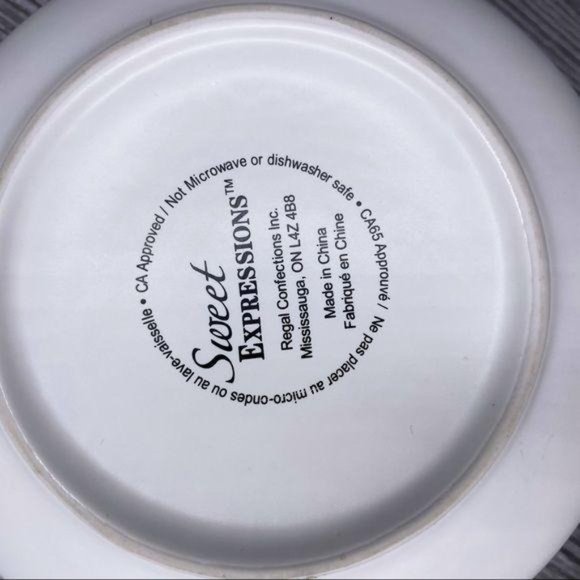 Sweet
EXPRESSIONS™
Regal Confections Inc.
Mississauga, ON L4Z 4B8
Made in China
Fabriqué en Chine
• CA Approved / Not Microwave or dishwasher safe • CA65 Approuvé / Ne pas placer au micro-ondes ou au lave-vaisselle